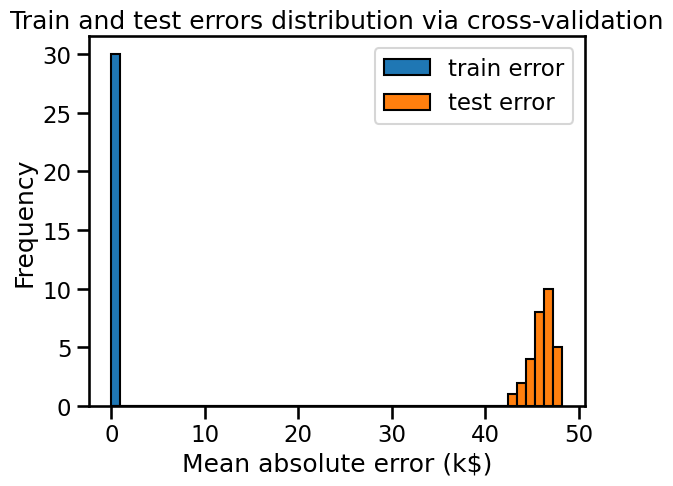 Train and test errors distribution via cross-validation
train error
test error
Frequency
30
25
20
15
10
5
0
0 10 20 30 40 50
Mean absolute error (k$)